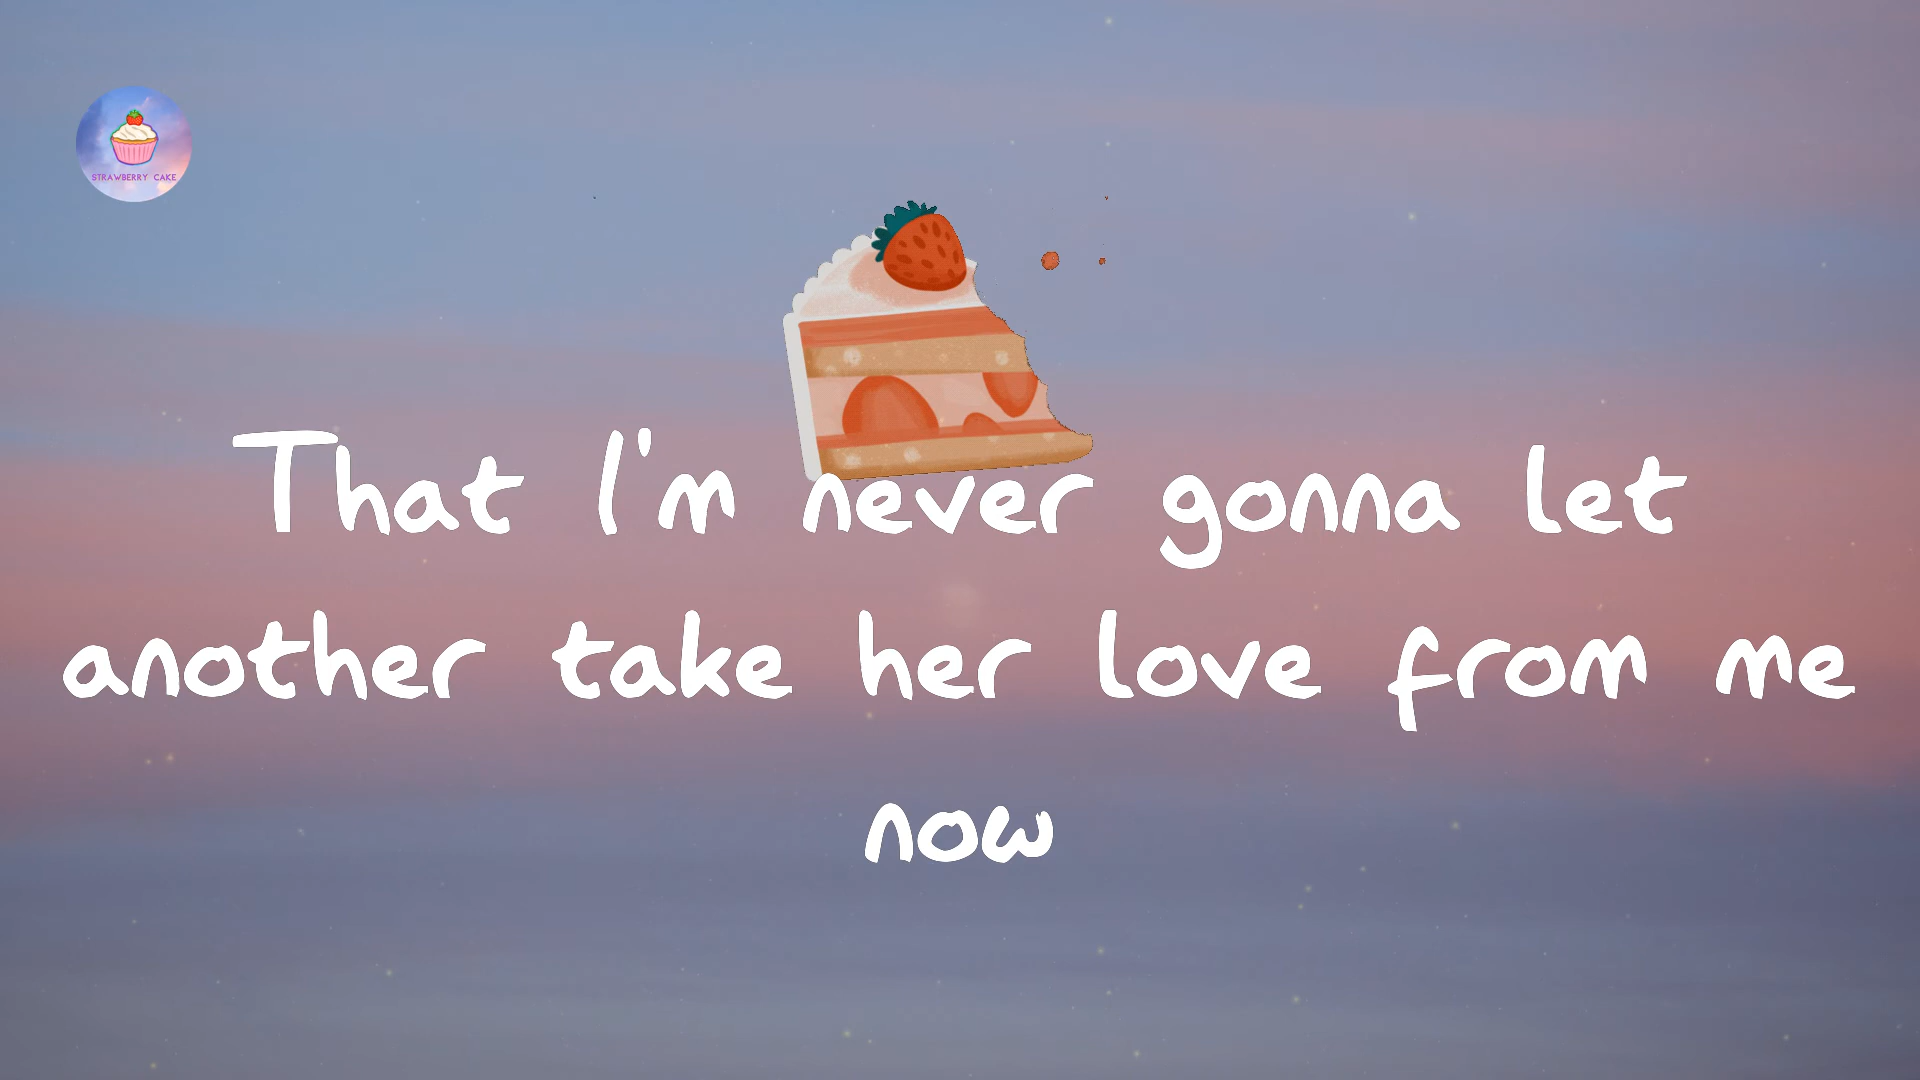 STRAWBERRY CAKE
That I'm never gonna let
another take her love from me
now